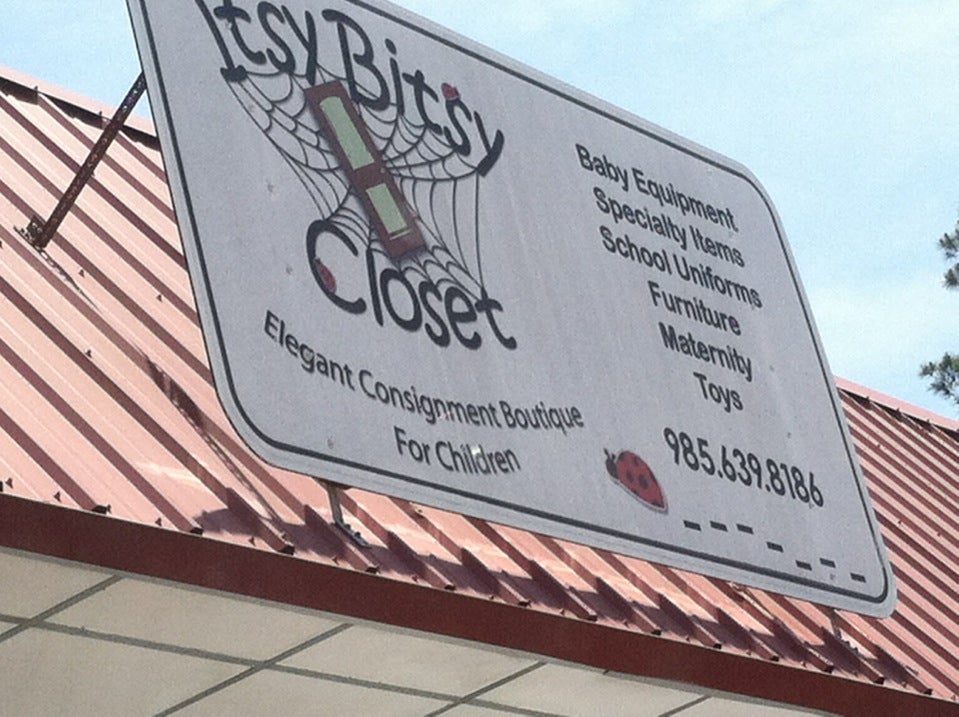 Itsy Bitsy
Closet
Elegant Consignment Boutique
For Children
Baby Equipment
Specialty Items
School Uniforms
Furniture
Maternity
Toys
985.639.8186